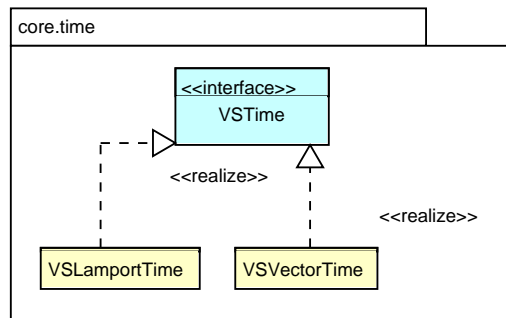 core.time
<<interface>>
VSTime
<<realize>>
<<realize>>
VSLamportTime
VSVectorTime